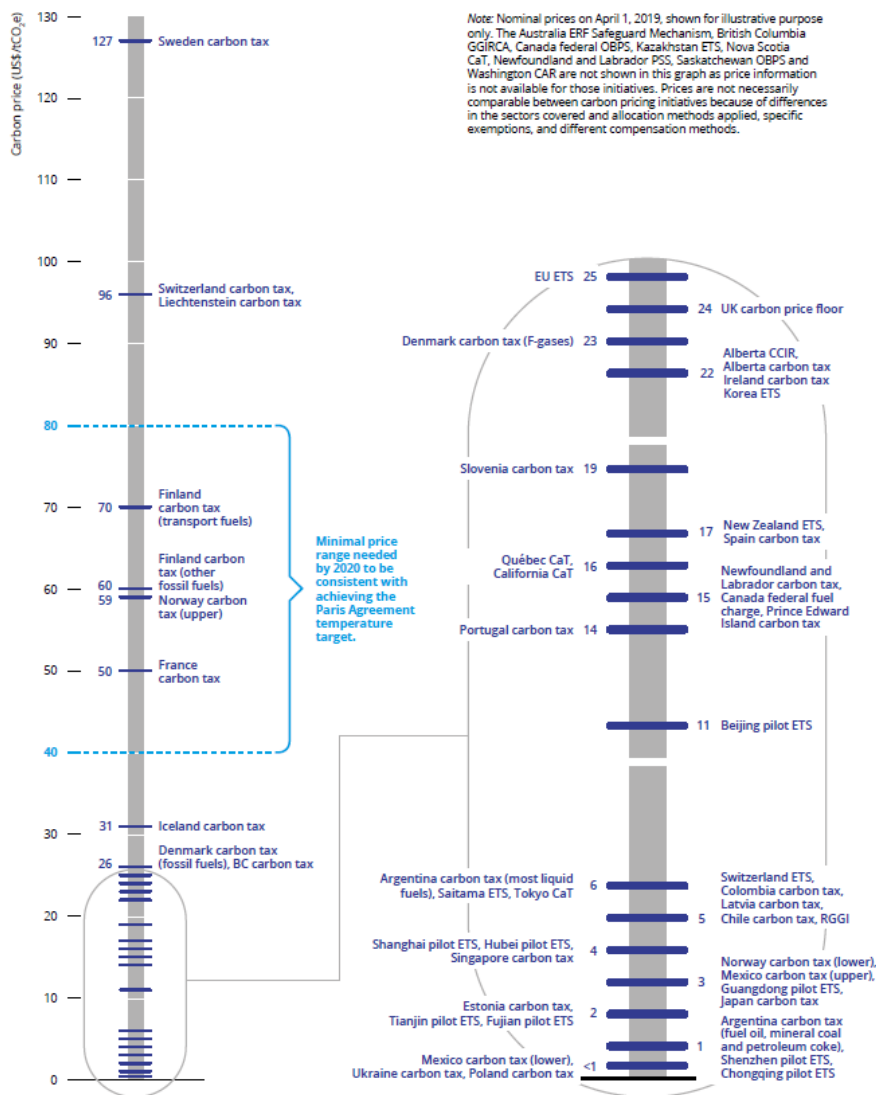 Carbon price (US$/tCO₂e)
Note: Nominal prices on April 1, 2019, shown for illustrative purpose
only. The Australia ERF Safeguard Mechanism, British Columbia
GGIRCA, Canada federal OBPS, Kazakhstan ETS, Nova Scotia
CaT, Newfoundland and Labrador PSS, Saskatchewan OBPS and
Washington CAR are not shown in this graph as price information
is not available for those initiatives. Prices are not necessarily
comparable between carbon pricing initiatives because of differences
in the sectors covered and allocation methods applied, specific
exemptions, and different compensation methods.
130
127 Sweden carbon tax
120
130
110
100
96 Switzerland carbon tax,
Liechtenstein carbon tax
90
80
70
70 Finland
carbon tax
(transport fuels)
60
60 Finland carbon
tax (other
fossil fuels)
59 Norway carbon
tax (upper)
50
50 France
carbon tax
40
Minimal price
range needed
by 2020 to be
consistent with
achieving the
Paris Agreement
temperature
target.
31 Iceland carbon tax
30
26 Denmark carbon tax
(fossil fuels), BC carbon tax
20
10
0
EU ETS 25
24 UK carbon price floor
Denmark carbon tax (F-gases) 23
22 Alberta CCIR,
Alberta carbon tax
Ireland carbon tax
Korea ETS
Slovenia carbon tax 19
17 New Zealand ETS,
Spain carbon tax
Québec CaT,
California CaT 16
15 Newfoundland and
Labrador carbon tax,
Canada federal fuel
charge, Prince Edward
Island carbon tax
Portugal carbon tax 14
11 Beijing pilot ETS
Argentina carbon tax (most liquid
fuels), Saitama ETS, Tokyo CaT 6
5 Switzerland ETS,
Colombia carbon tax,
Latvia carbon tax,
Chile carbon tax, RGGI
Shanghai pilot ETS, Hubei pilot ETS,
Singapore carbon tax 4
3 Norway carbon tax (lower),
Mexico carbon tax (upper),
Guangdong pilot ETS,
Japan carbon tax
Estonia carbon tax,
Tianjin pilot ETS, Fujian pilot ETS 2
1 Argentina carbon tax
(fuel oil, mineral coal
and petroleum coke),
Shenzhen pilot ETS,
Chongqing pilot ETS
Mexico carbon tax (lower),
Ukraine carbon tax, Poland carbon tax <1